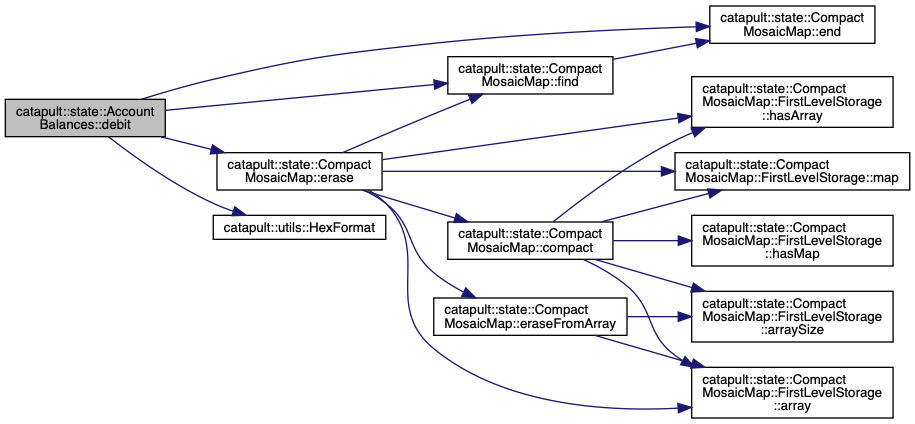 catapult::state::Compact
MosaicMap::end
catapult::state::Compact
MosaicMap::find
catapult::state::Compact
MosaicMap::FirstLevelStorage
::hasArray
catapult::state::Account
Balances::debit
catapult::state::Compact
MosaicMap::erase
catapult::state::Compact
MosaicMap::FirstLevelStorage::map
catapult::utils::HexFormat
catapult::state::Compact
MosaicMap::compact
catapult::state::Compact
MosaicMap::FirstLevelStorage
::hasMap
catapult::state::Compact
MosaicMap::eraseFromArray
catapult::state::Compact
MosaicMap::FirstLevelStorage
::arraySize
catapult::state::Compact
MosaicMap::FirstLevelStorage
::array